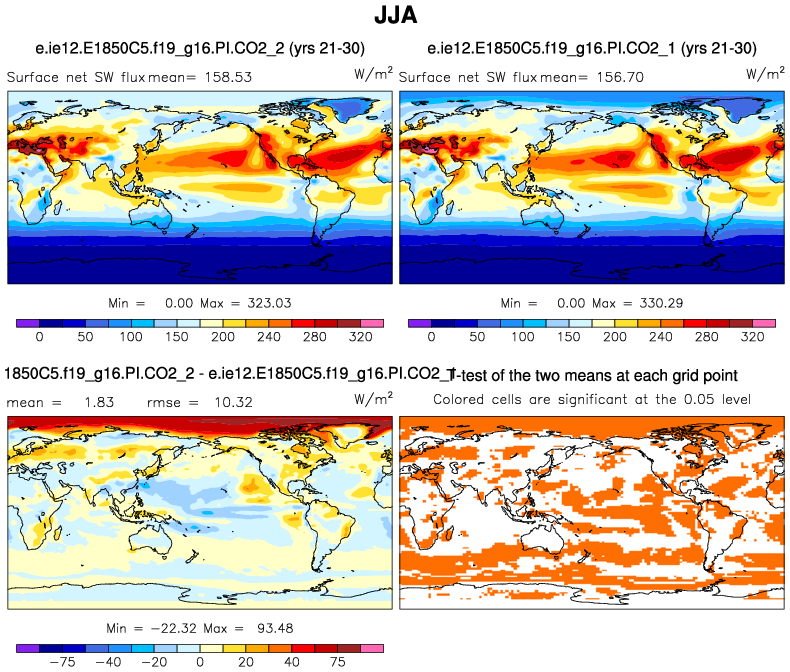 JJA
e.ie12.E1850C5.f19_g16.PI.CO2_2 (yrs 21-30)
Surface net SW flux mean= 158.53 W/m²
Min = 0.00 Max = 323.03
0 50 100 150 200 240 280 320
e.ie12.E1850C5.f19_g16.PI.CO2_1 (yrs 21-30)
Surface net SW flux mean= 156.70 W/m²
Min = 0.00 Max = 330.29
0 50 100 150 200 240 280 320
1850C5.f19_g16.PI.CO2_2 - e.ie12.E1850C5.f19_g16.PI.CO2_
mean = 1.83 rmse = 10.32 W/m²
Min = −22.32 Max = 93.48
−75 −40 −20 0 20 40 75
T-test of the two means at each grid point
Colored cells are significant at the 0.05 level